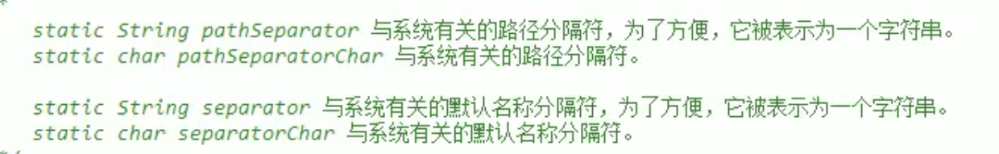 *
static String pathSeparator 与系统有关的路径分隔符，为了方便，它被表示为一个字符串。
static char pathSeparatorChar 与系统有关的路径分隔符。
static String separator 与系统有关的默认名称分隔符，为了方便，它被表示为一个字符串。
static char separatorChar 与系统有关的默认名称分隔符。
*/